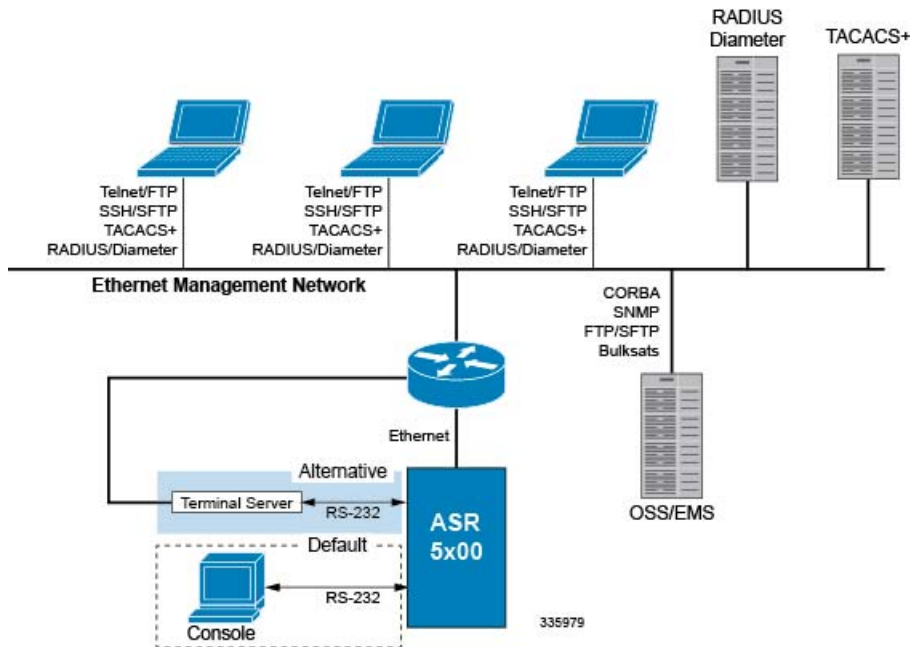 RADIUS
Diameter
TACACS+
Telnet/FTP
SSH/SFTP
TACACS+
RADIUS/Diameter
Telnet/FTP
SSH/SFTP
TACACS+
RADIUS/Diameter
Telnet/FTP
SSH/SFTP
TACACS+
RADIUS/Diameter
Ethernet Management Network
CORBA
SNMP
FTP/SFTP
Bulksats
Ethernet
Alternative
Terminal Server
RS-232
ASR
5x00
OSS/EMS
Default
RS-232
Console
335979